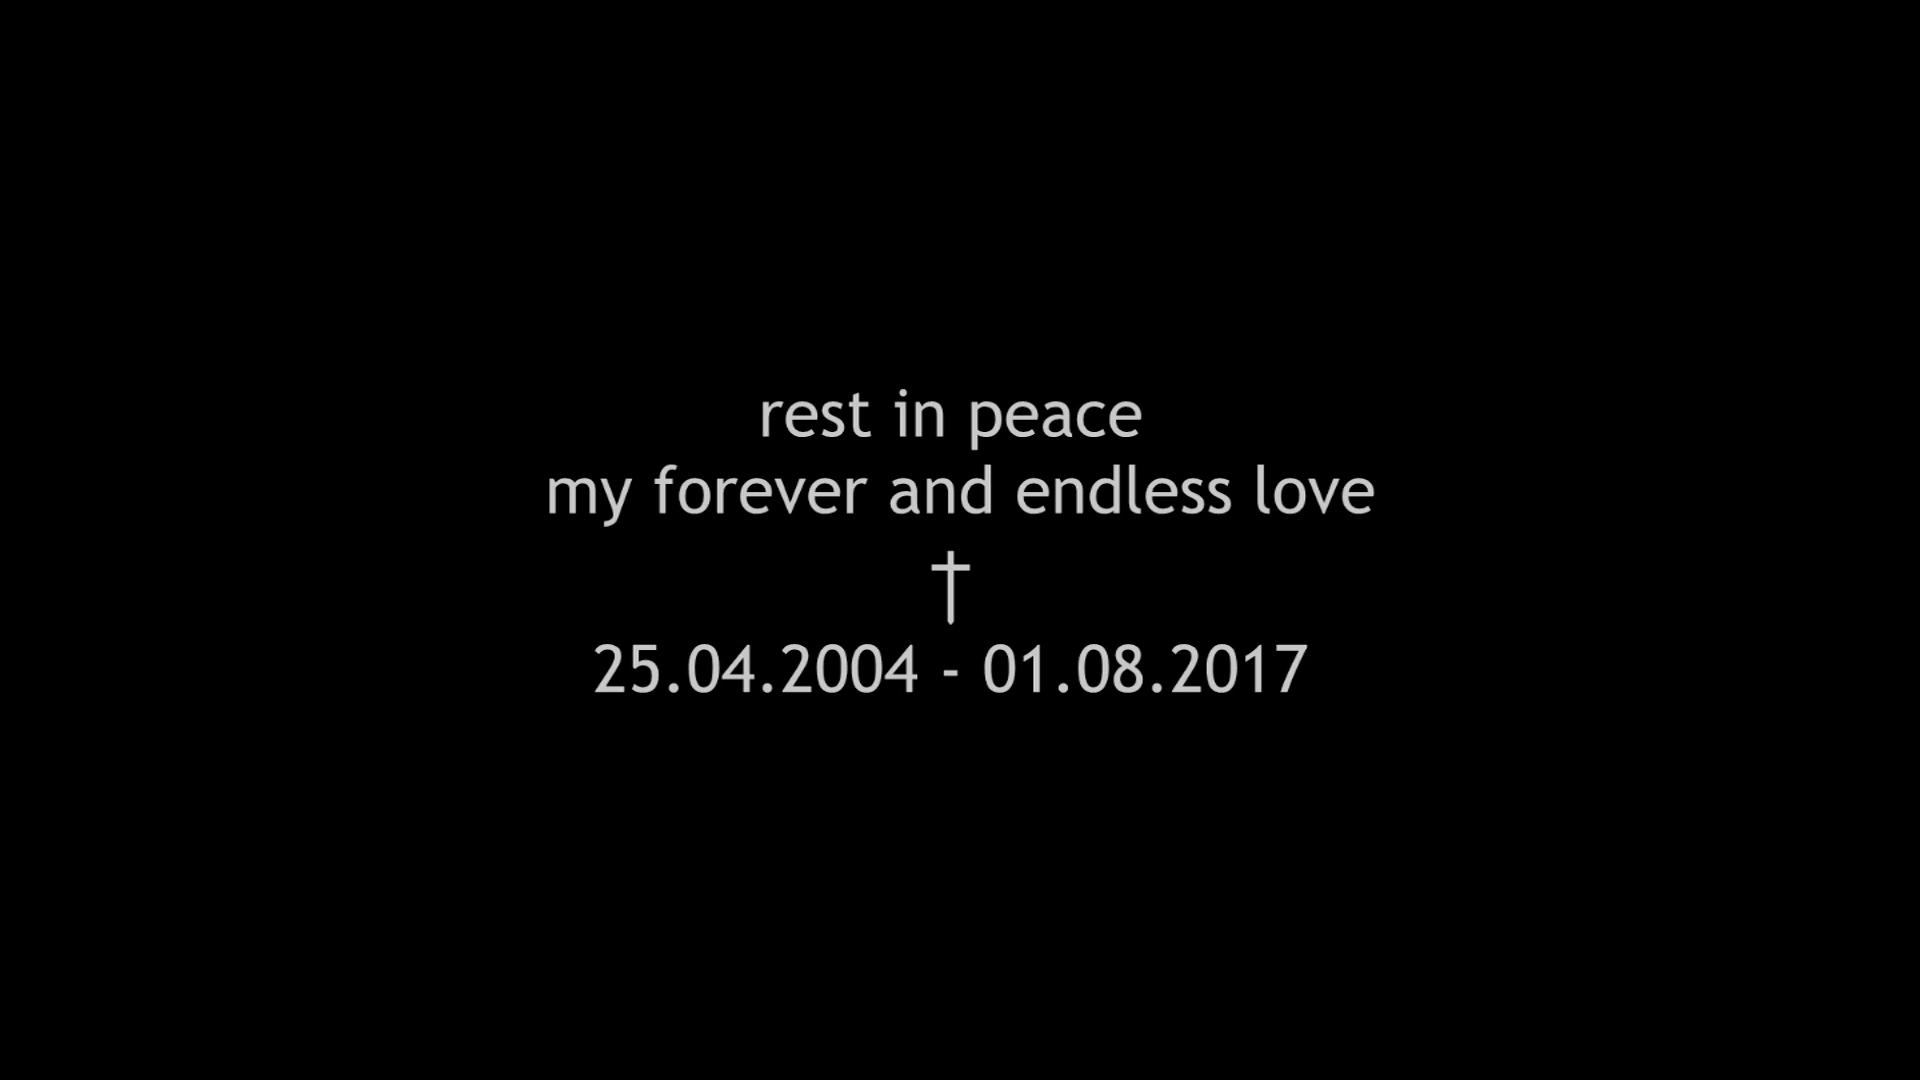 rest in peace
my forever and endless love
†
25.04.2004 - 01.08.2017